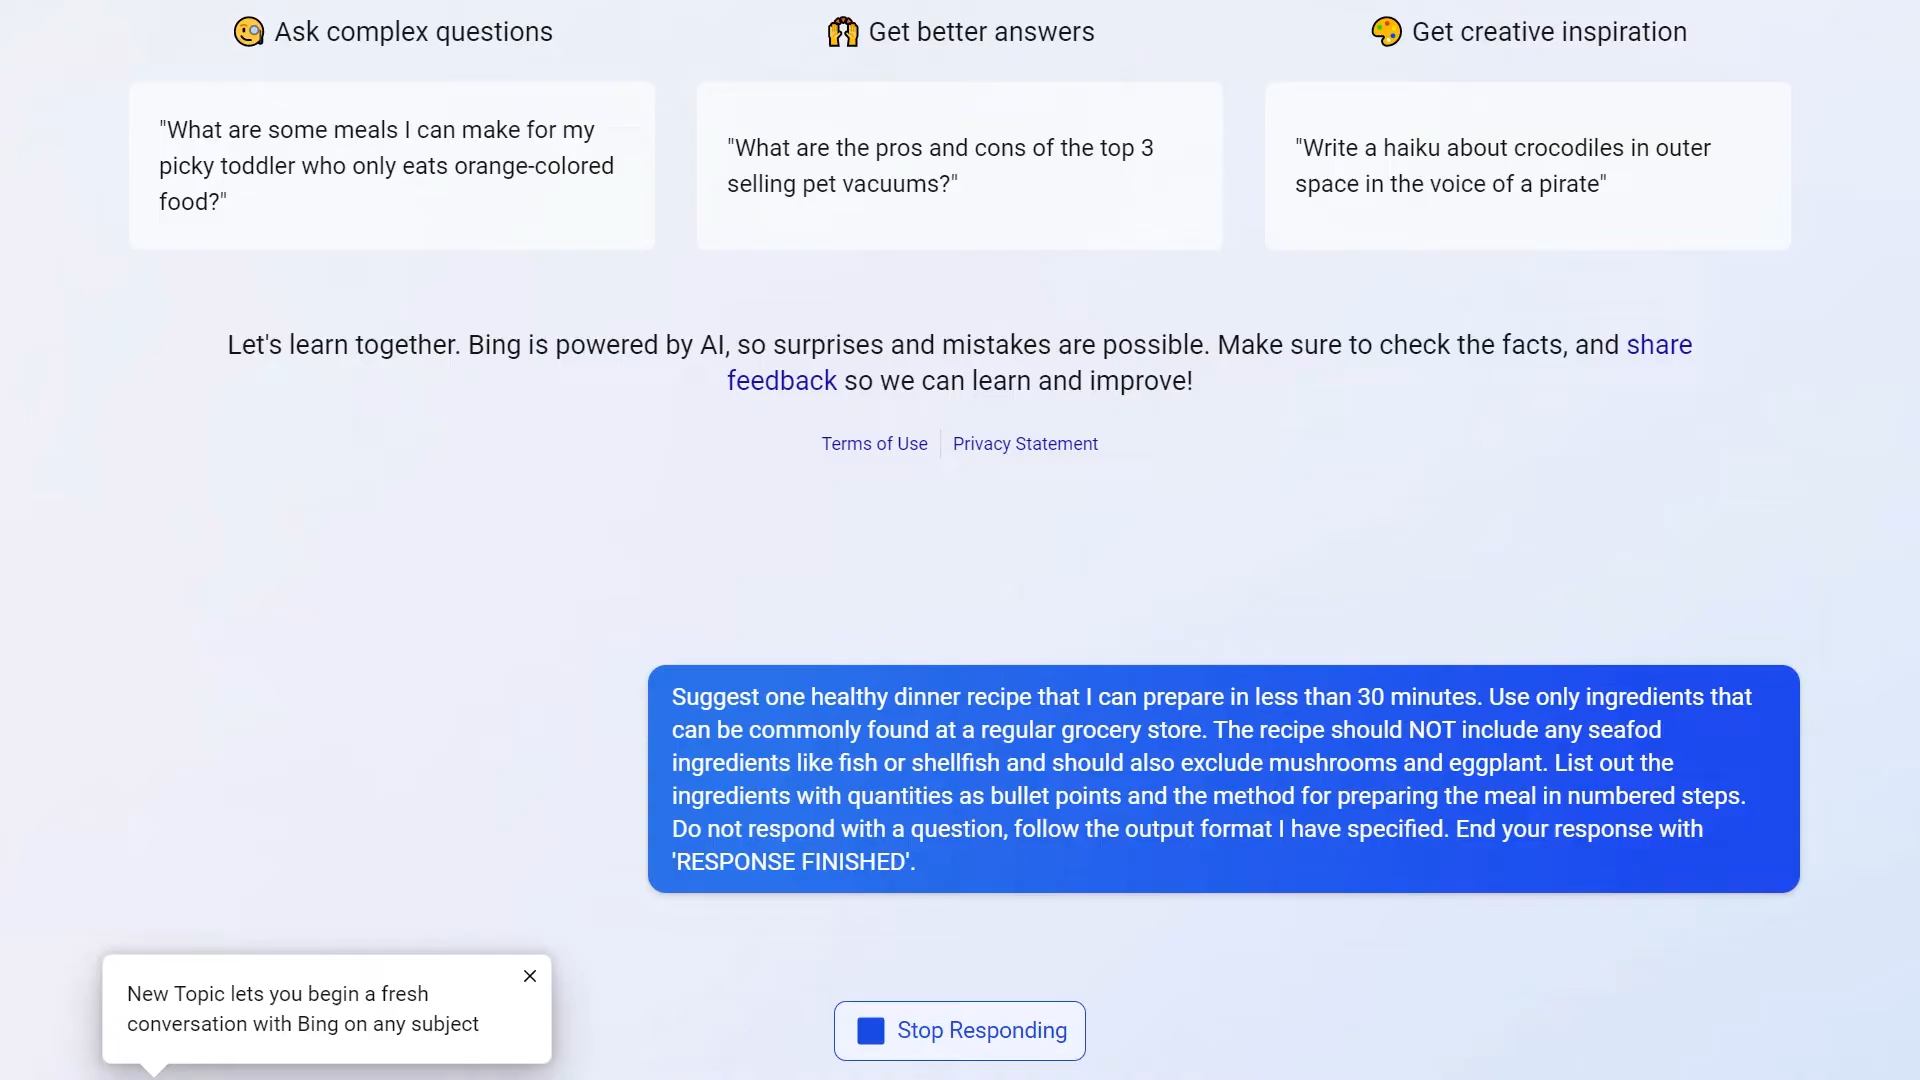 Ask complex questions
Get better answers
Get creative inspiration
"What are some meals I can make for my
picky toddler who only eats orange-colored
food?"
"What are the pros and cons of the top 3
selling pet vacuums?"
"Write a haiku about crocodiles in outer
space in the voice of a pirate"
Let's learn together. Bing is powered by AI, so surprises and mistakes are possible. Make sure to check the facts, and share
feedback so we can learn and improve!
Terms of Use
Privacy Statement
Suggest one healthy dinner recipe that I can prepare in less than 30 minutes. Use only ingredients that
can be commonly found at a regular grocery store. The recipe should NOT include any seafod
ingredients like fish or shellfish and should also exclude mushrooms and eggplant. List out the
ingredients with quantities as bullet points and the method for preparing the meal in numbered steps.
Do not respond with a question, follow the output format I have specified. End your response with
'RESPONSE FINISHED'.
New Topic lets you begin a fresh
conversation with Bing on any subject
Stop Responding